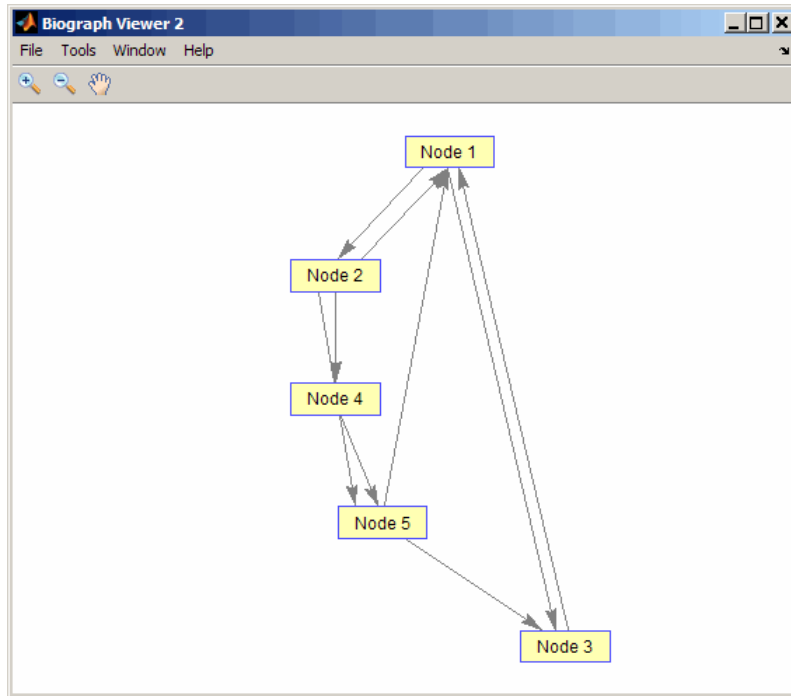 Biograph Viewer 2
File Tools Window Help
Node 1
Node 2
Node 4
Node 5
Node 3